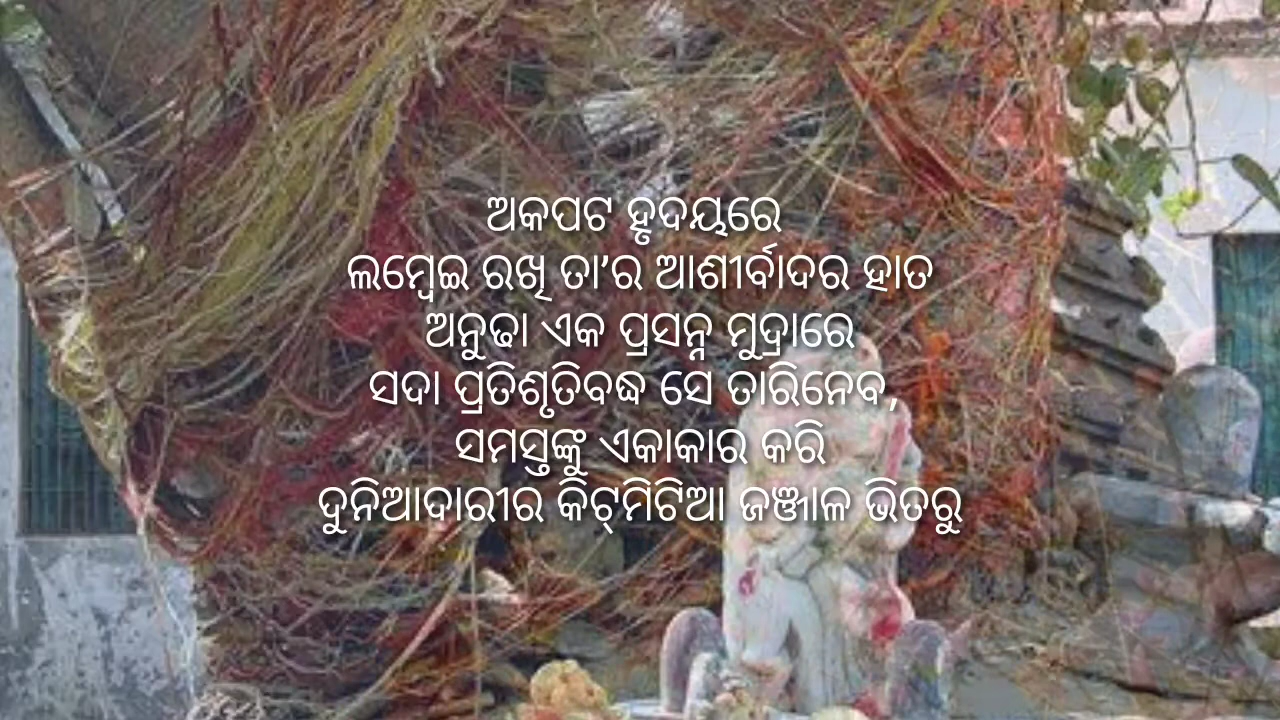 ଅକପଟ ହୃଦୟରେ
ଲମ୍ବେଇ ରଖି ତା’ର ଆଶୀର୍ବାଦର ହାତ
ଅନୁଢା ଏକ ପ୍ରସନ୍ନ ମୁଦ୍ରାରେ
ସଦା ପ୍ରତିଶୃତିବଦ୍ଧ ସେ ତାରିନେବ,
ସମସ୍ତଙ୍କୁ ଏକାକାର କରି
ଦୁନିଆଦାରୀର କିଟ୍‌ମିଟିଆ ଜଞ୍ଜାଳ ଭିତରୁ